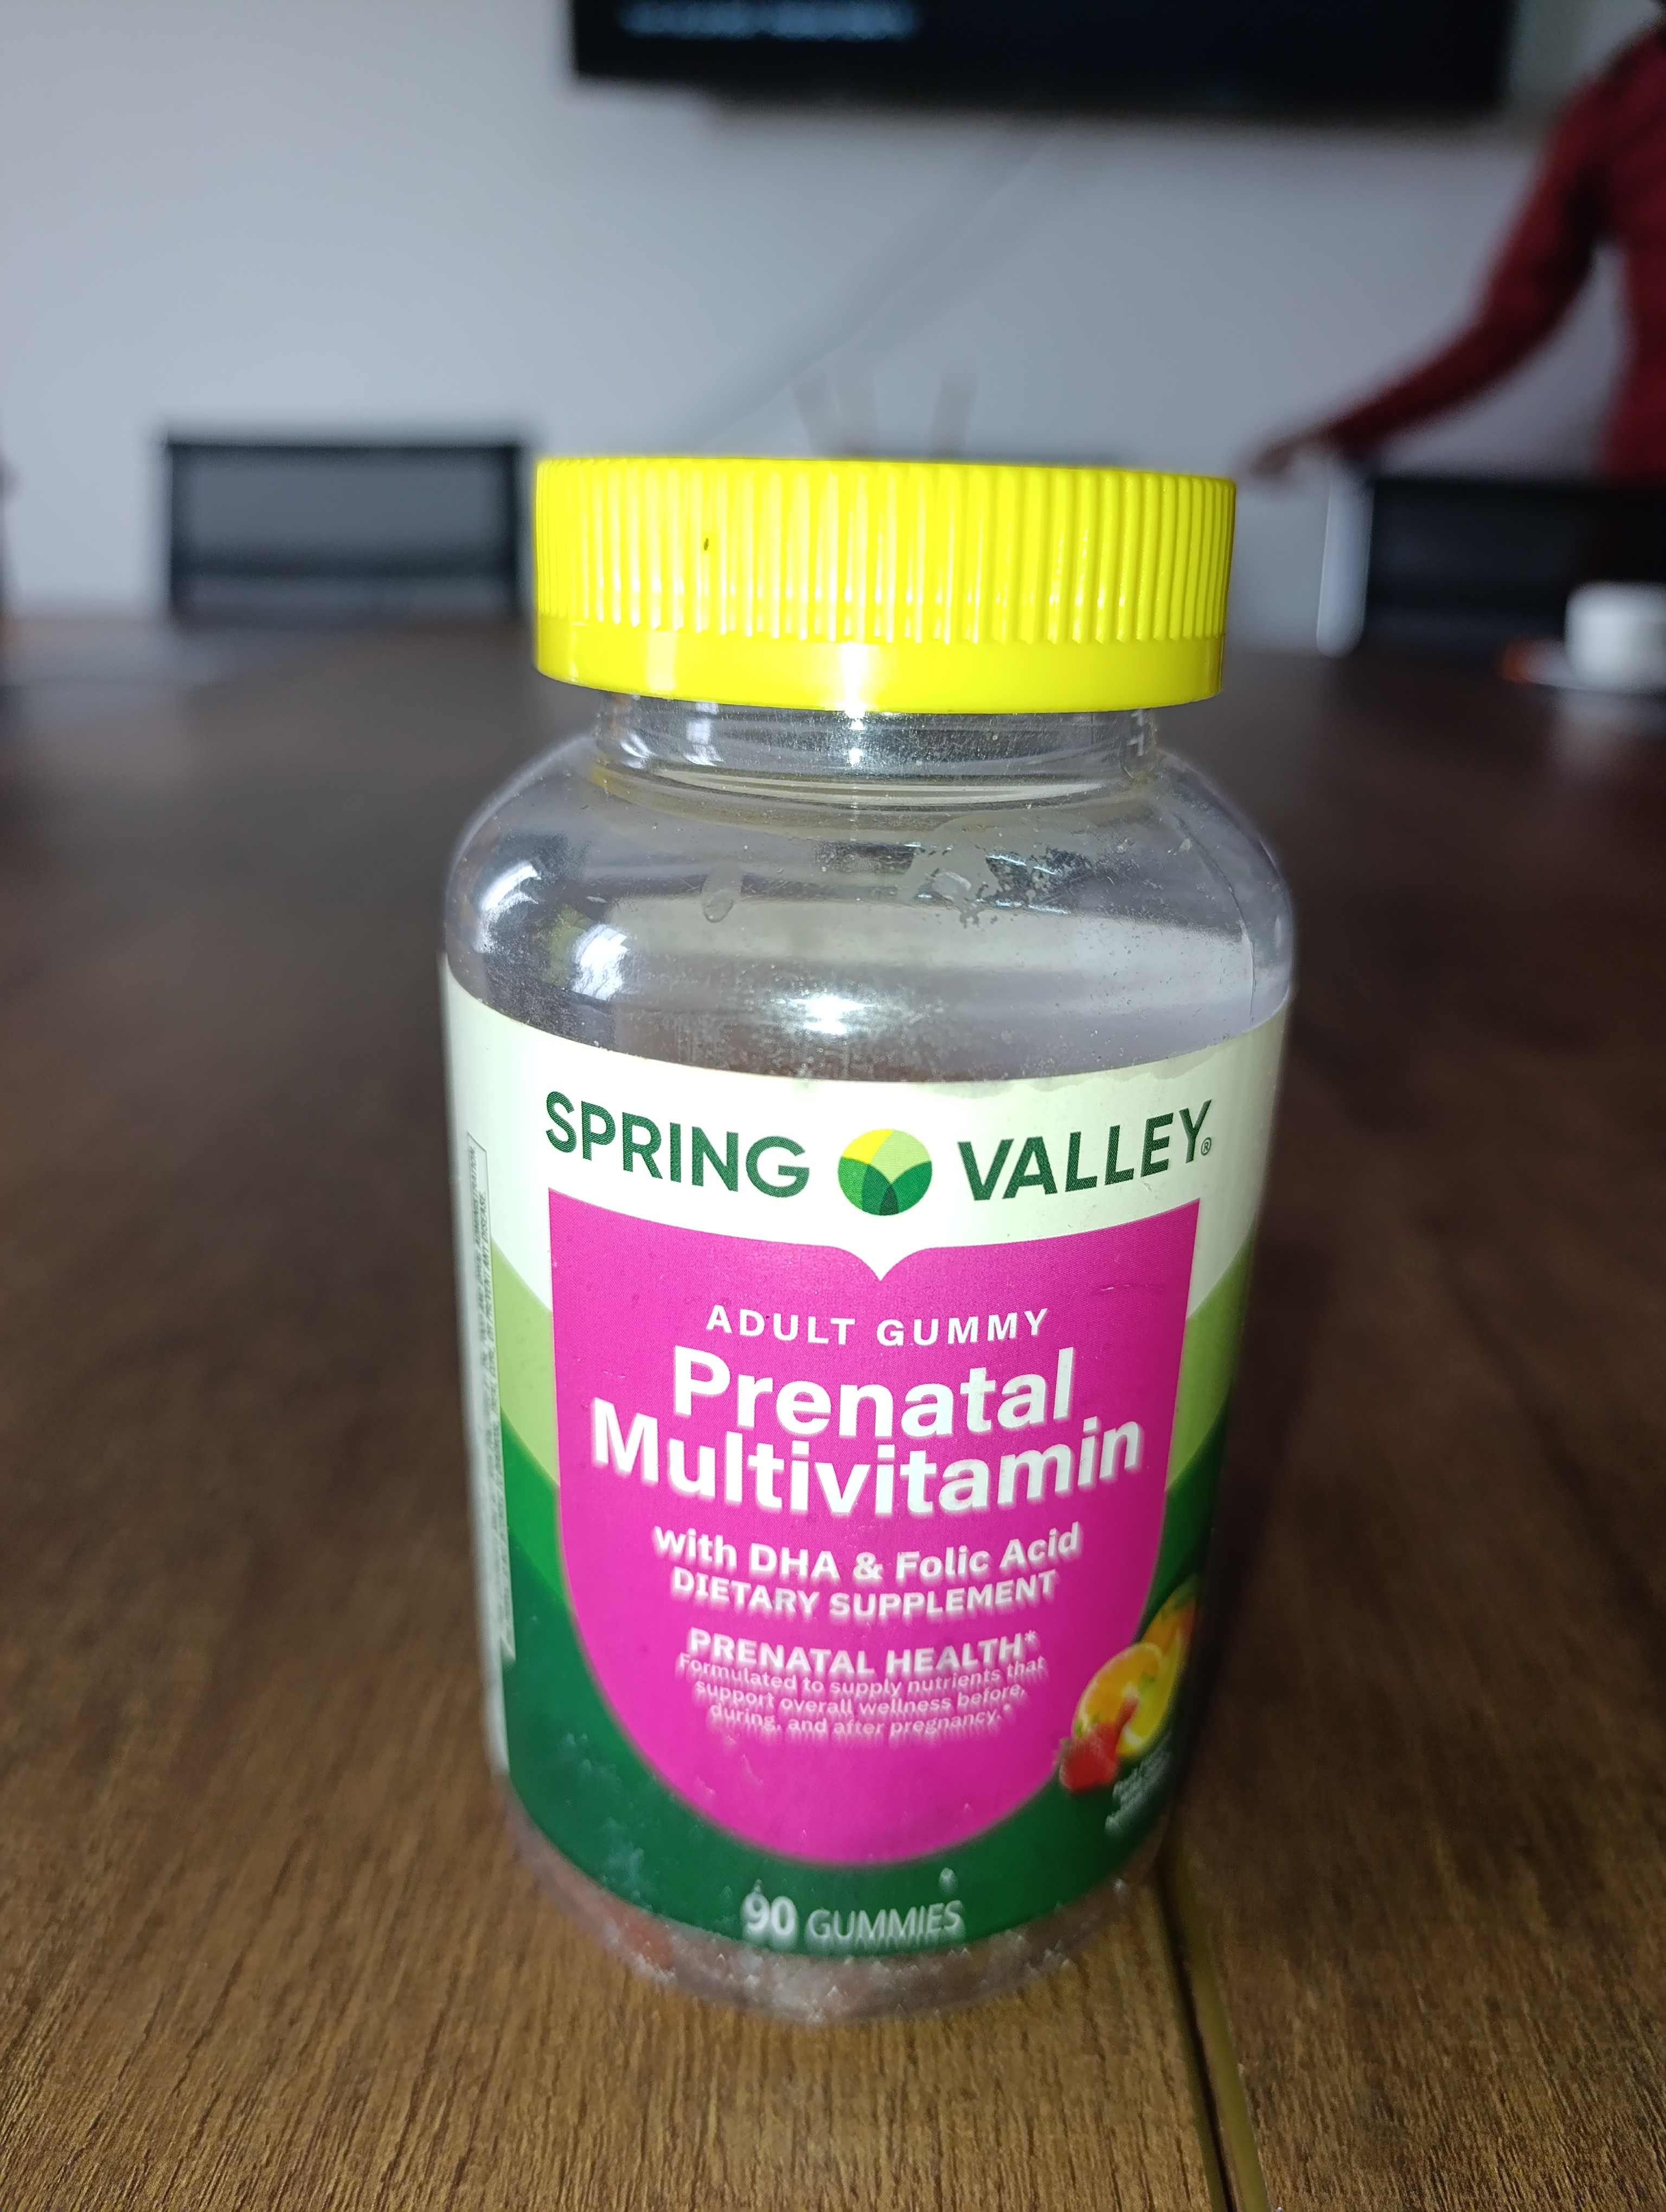 SPRING VALLEY®
ADULT GUMMY
Prenatal
Multivitamin
with DHA & Folic Acid
DIETARY SUPPLEMENT
PRENATAL HEALTH*
Formulated to supply nutrients that
support overall wellness before,
during, and after pregnancy.*
90 GUMMIES